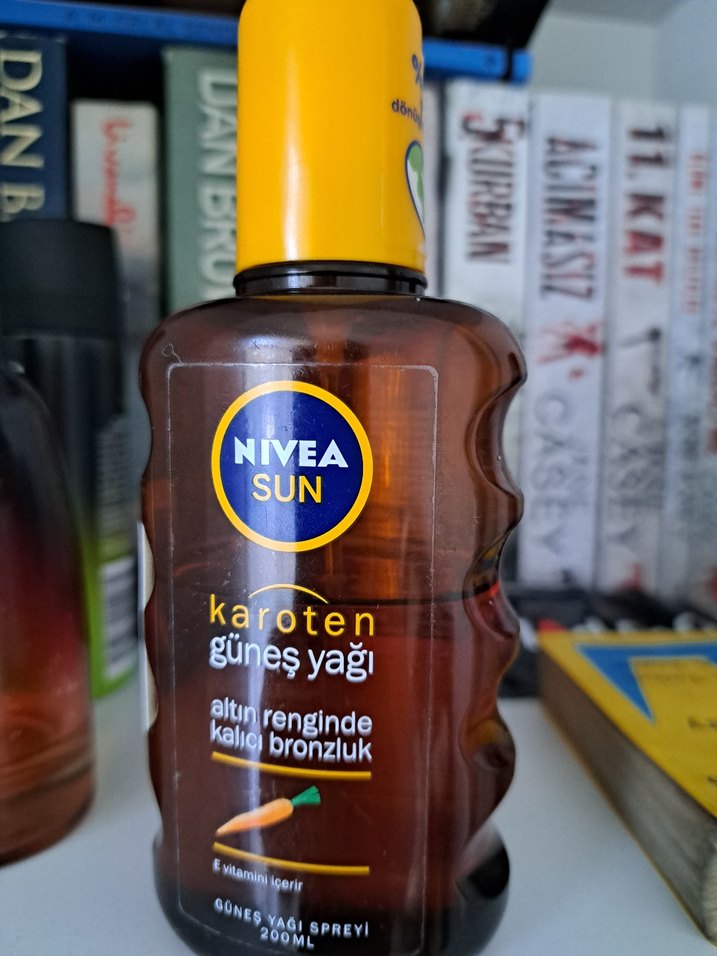 DAN B
DAN BRO
dönü
5. KURBAN
ACIMASIZ
CASEY
11. KAT
CASEY
NIVEA
SUN
karoten
güneş yağı
altın renginde
kalıcı bronzluk
E vitamini içerir
GÜNEŞ YAĞI SPREYİ
200ML